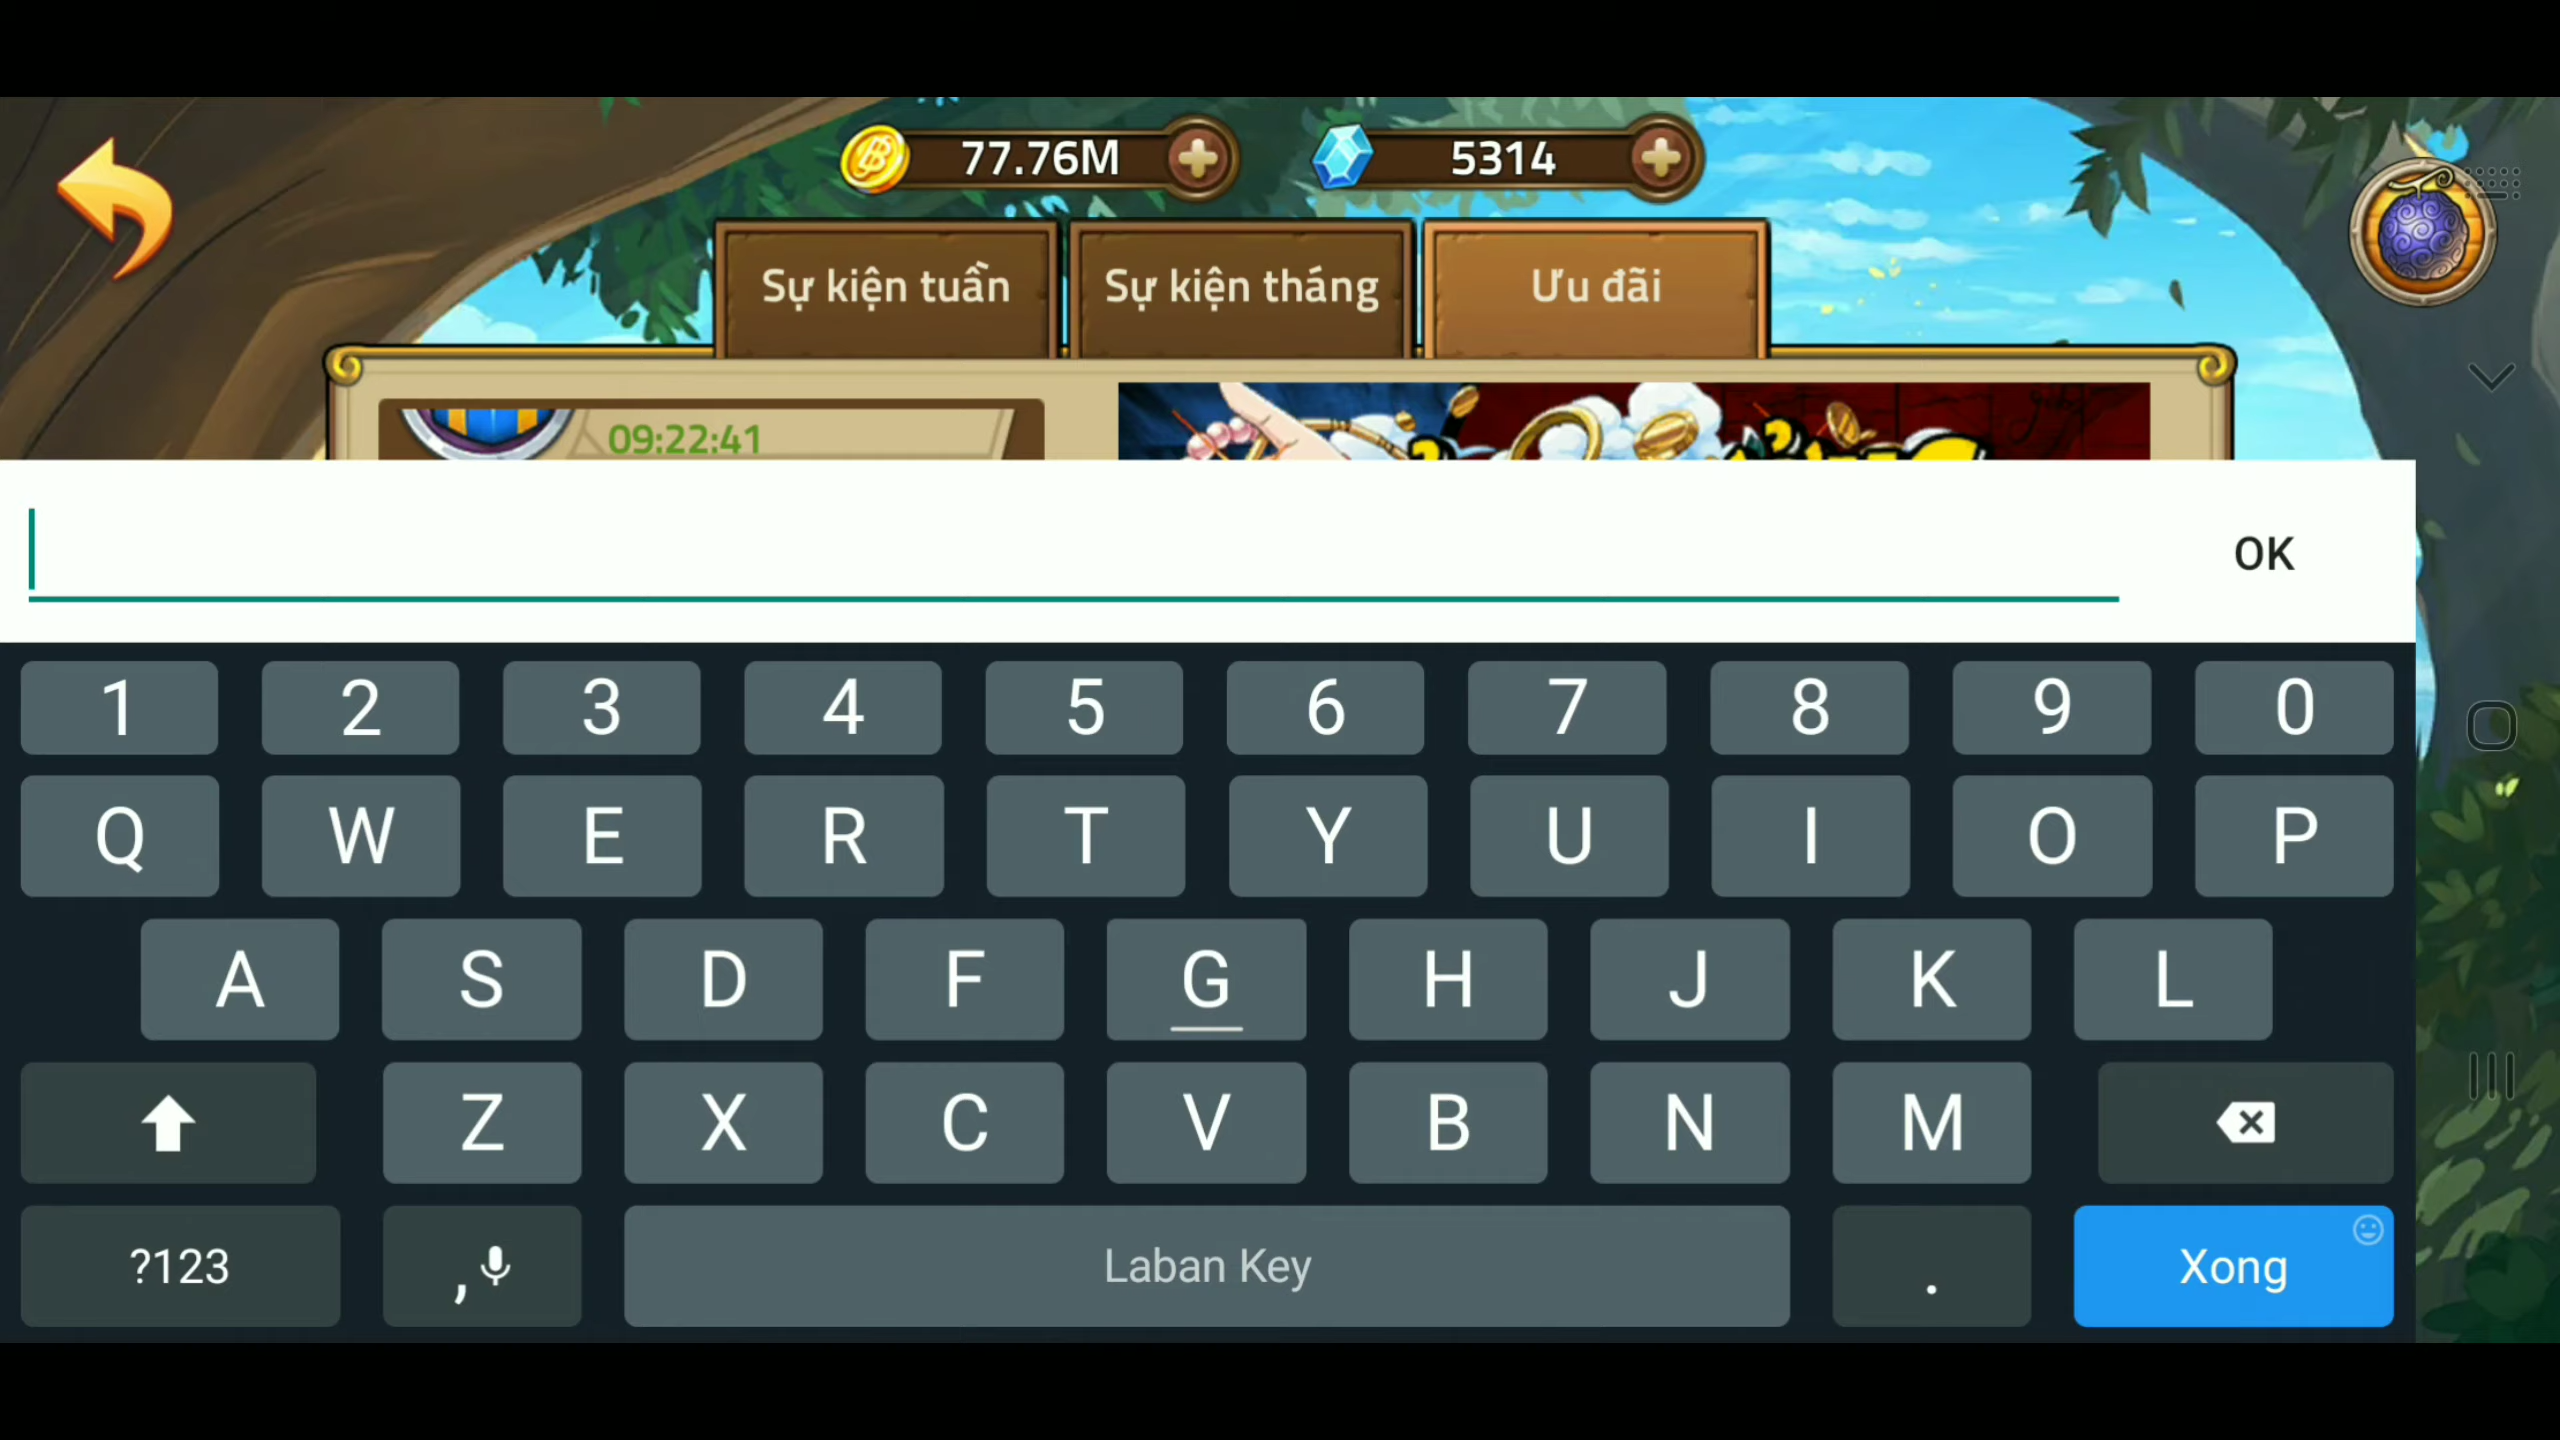 77.76M 5314
Sự kiện tuần Sự kiện tháng Ưu đãi
09:22:41
OK
1 2 3 4 5 6 7 8 9 0
Q W E R T Y U I O P
A S D F G H J K L
Z X C V B N M
?123 , Laban Key . Xong